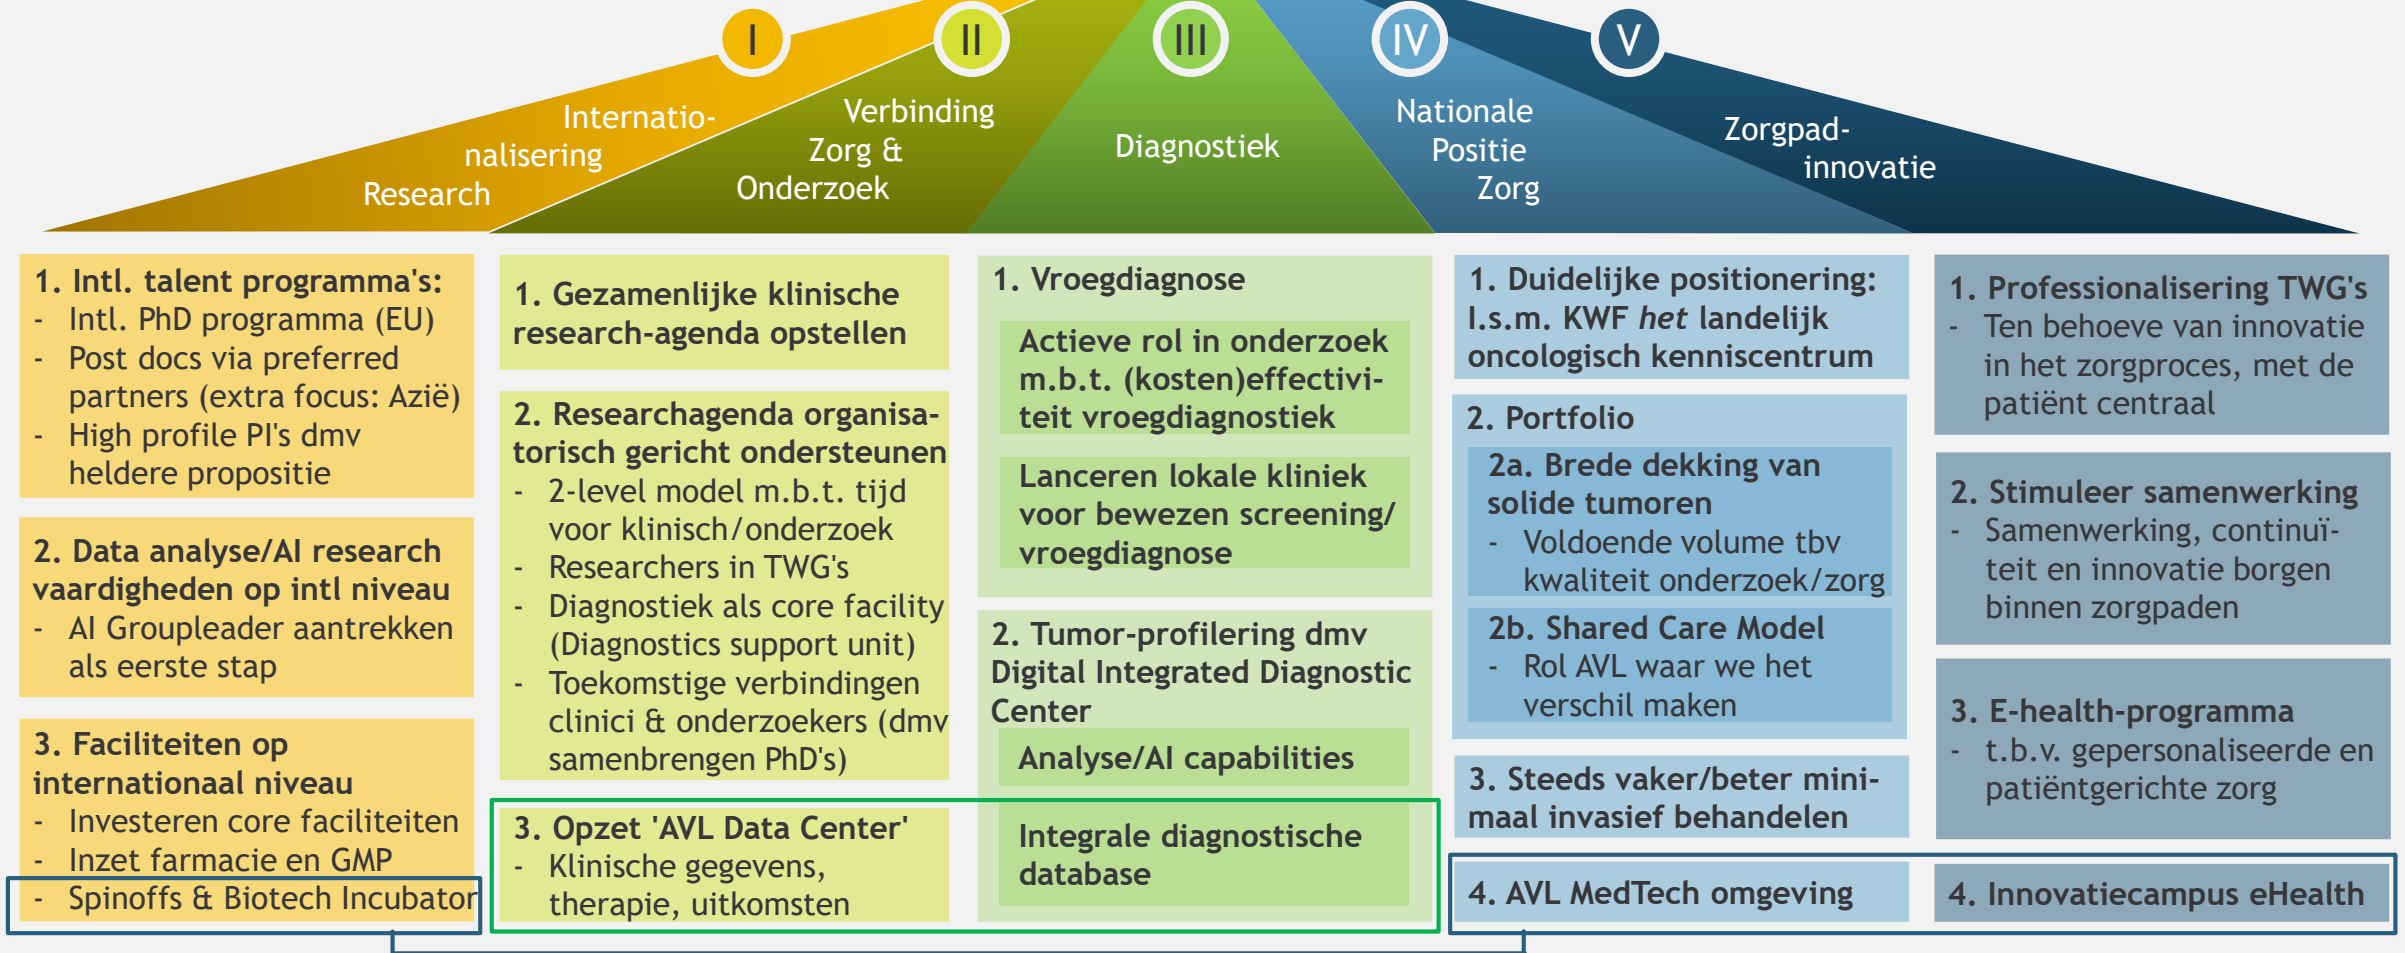 I
II
III
IV
V
Internatio-
nalisering
Research
Verbinding
Zorg &
Onderzoek
Diagnostiek
Nationale
Positie
Zorg
Zorgpad-
innovatie
1. Intl. talent programma's:
- Intl. PhD programma (EU)
- Post docs via preferred
partners (extra focus: Azië)
- High profile PI's dmv
heldere propositie
2. Data analyse/AI research
vaardigheden op intl niveau
- AI Groupleader aantrekken
als eerste stap
3. Faciliteiten op
internationaal niveau
- Investeren core faciliteiten
- Inzet farmacie en GMP
- Spinoffs & Biotech Incubator
1. Gezamenlijke klinische
research-agenda opstellen
2. Researchagenda organisa-
torisch gericht ondersteunen
- 2-level model m.b.t. tijd
voor klinisch/onderzoek
- Researchers in TWG's
- Diagnostiek als core facility
(Diagnostics support unit)
- Toekomstige verbindingen
clinici & onderzoekers (dmv
samenbrengen PhD's)
3. Opzet 'AVL Data Center'
- Klinische gegevens,
therapie, uitkomsten
1. Vroegdiagnose
Actieve rol in onderzoek
m.b.t. (kosten)effectivi-
teit vroegdiagnostiek
Lanceren lokale kliniek
voor bewezen screening/
vroegdiagnose
2. Tumor-profilering dmv
Digital Integrated Diagnostic
Center
Analyse/AI capabilities
Integrale diagnostische
database
1. Duidelijke positionering:
I.s.m. KWF het landelijk
oncologisch kenniscentrum
2. Portfolio
2a. Brede dekking van
solide tumoren
- Voldoende volume tbv
kwaliteit onderzoek/zorg
2b. Shared Care Model
- Rol AVL waar we het
verschil maken
3. Steeds vaker/beter mini-
maal invasief behandelen
4. AVL MedTech omgeving
1. Professionalisering TWG's
- Ten behoeve van innovatie
in het zorgproces, met de
patiënt centraal
2. Stimuleer samenwerking
- Samenwerking, continuï-
teit en innovatie borgen
binnen zorgpaden
3. E-health-programma
- t.b.v. gepersonaliseerde en
patiëntgerichte zorg
4. Innovatiecampus eHealth